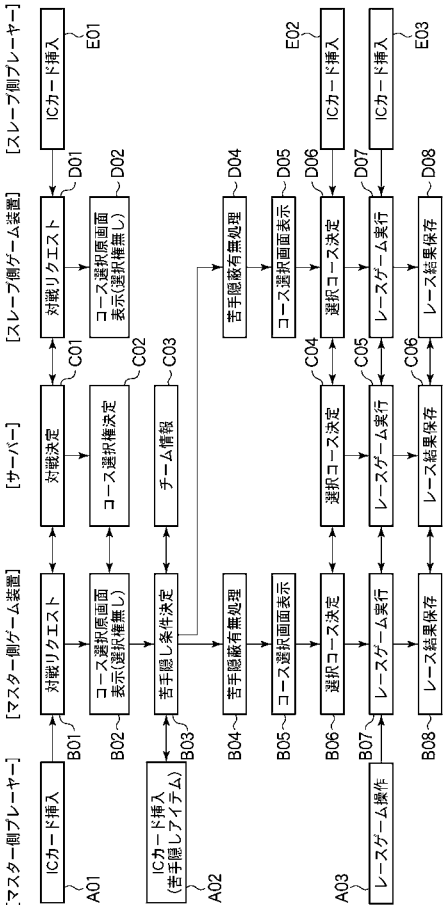 [マスター側プレーヤー]
[マスター側ゲーム装置]
[サーバー]
[スレーブ側ゲーム装置]
[スレーブ側プレーヤー]
ICカード挿入
A01
対戦リクエスト
B01
対戦決定
C01
対戦リクエスト
D01
ICカード挿入
E01
コース選択原画面
表示(選択権無し)
B02
コース選択権決定
C02
コース選択原画面
表示(選択権無し)
D02
ICカード挿入
(苦手隠しアイテム)
A02
苦手隠し条件決定
B03
チーム情報
C03
苦手隠蔽有無処理
B04
苦手隠蔽有無処理
D04
コース選択画面表示
B05
コース選択画面表示
D05
選択コース決定
B06
選択コース決定
C04
選択コース決定
D06
ICカード挿入
E02
レースゲーム操作
A03
レースゲーム実行
B07
レースゲーム実行
C05
レースゲーム実行
D07
ICカード挿入
E03
レース結果保存
B08
レース結果保存
C06
レース結果保存
D08